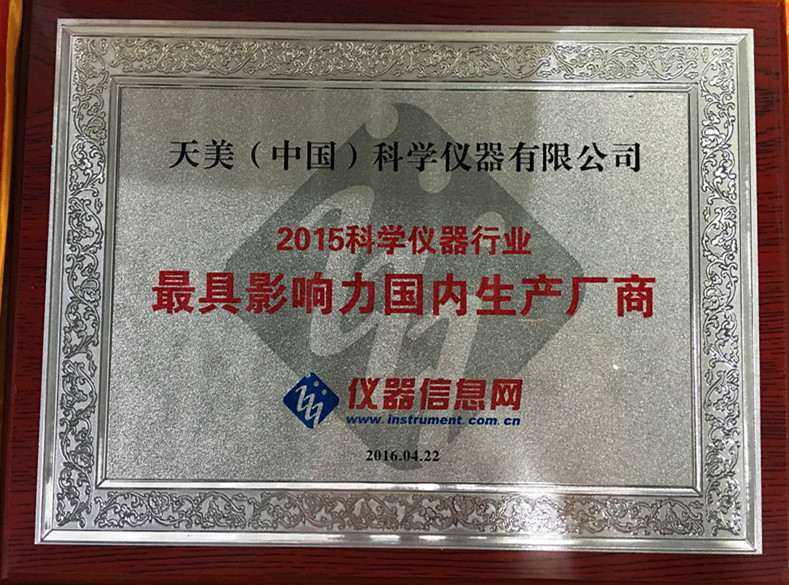 天美（中国）科学仪器有限公司
2015科学仪器行业
最具影响力国内生产厂商
仪器信息网
www.instrument.com.cn
2016.04.22